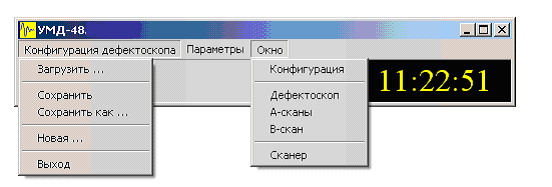 УМД-48.
Конфигурация дефектоскопа Параметры Окно
Загрузить ...
Сохранить
Сохранить как ...
Новая ...
Выход
Конфигурация
Дефектоскоп
А-сканы
В-скан
Сканер
11:22:51